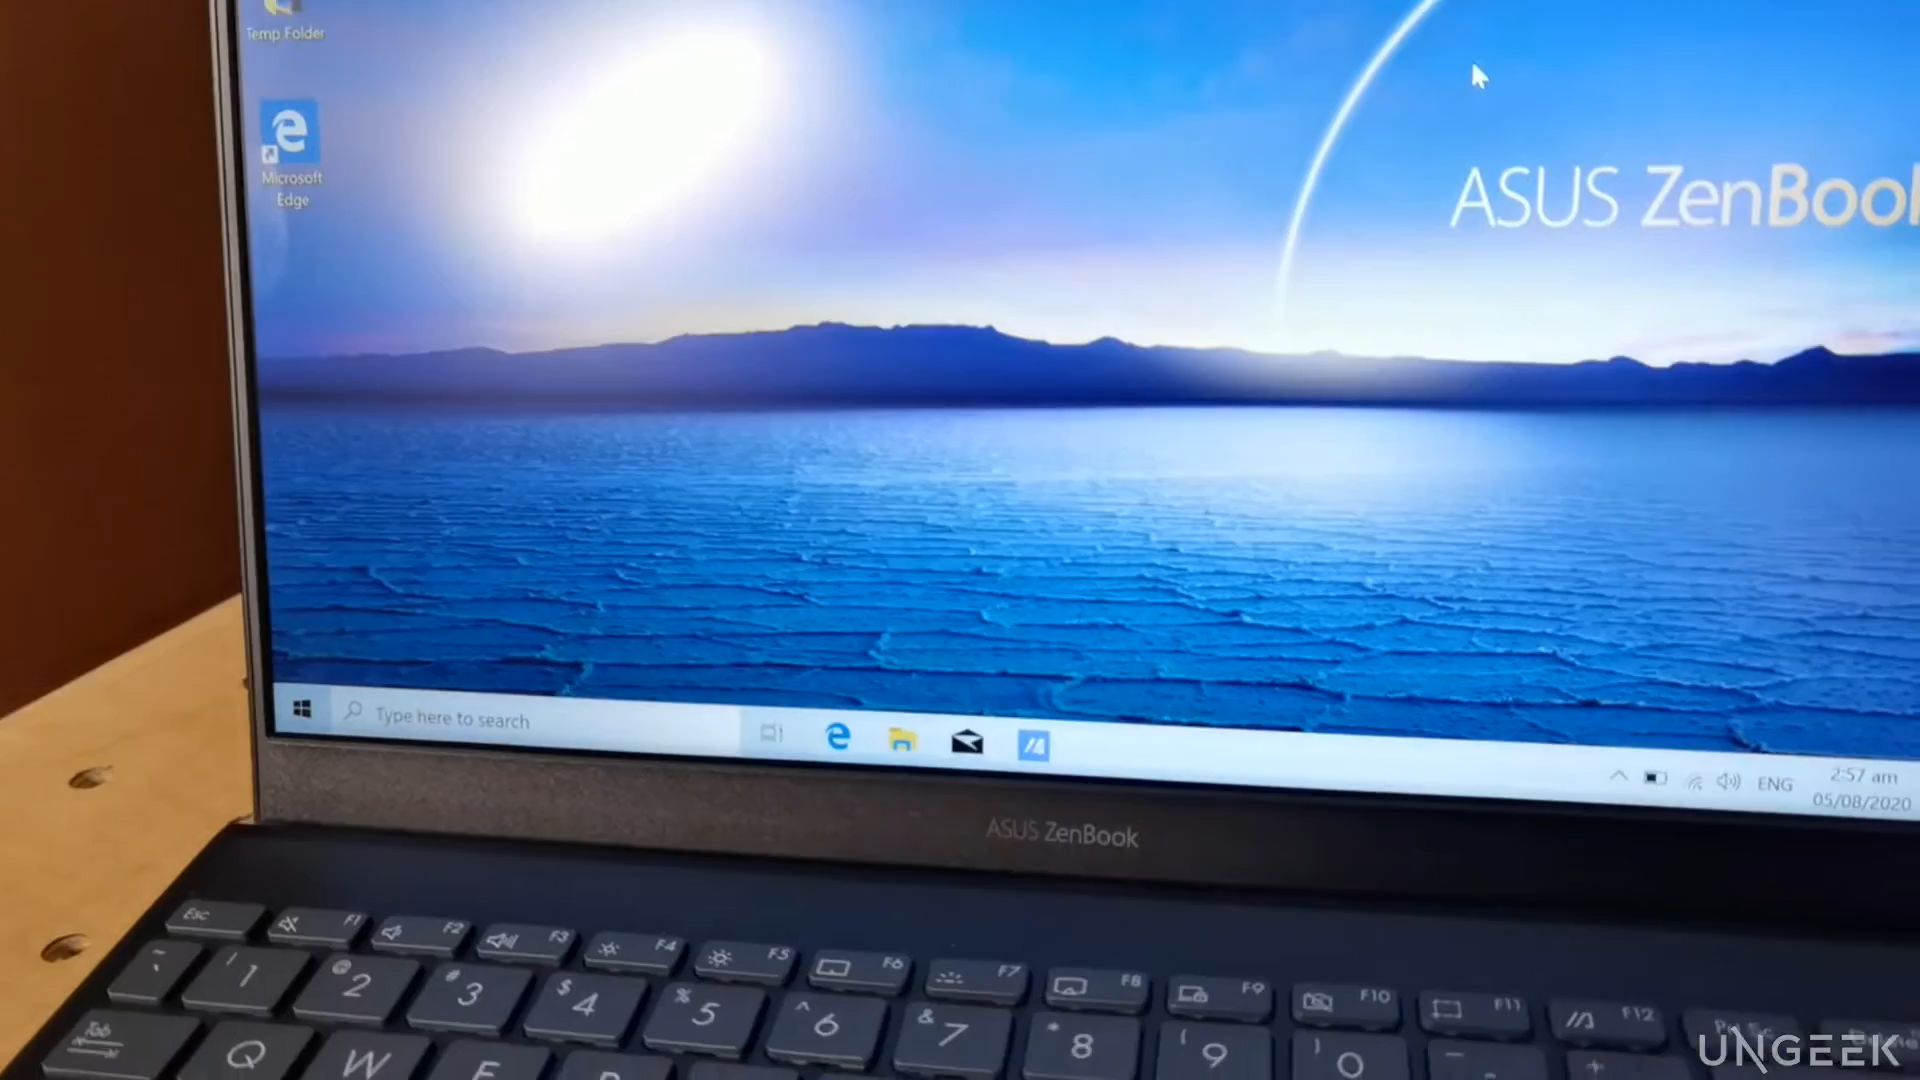 Temp Folder
Microsoft
Edge
ASUS ZenBook
Type here to search
ENG
2:57 am
05/08/2020
ASUS ZenBook
Esc F1 F2 F3 F4 F5 F6 F7 F8 F9 F10 F11 F12
~ ` ! 1 @ 2 # 3 $ 4 % 5 ^ 6 & 7 * 8 ( 9 ) 0 - +
Tab Q W E
UNGEEK